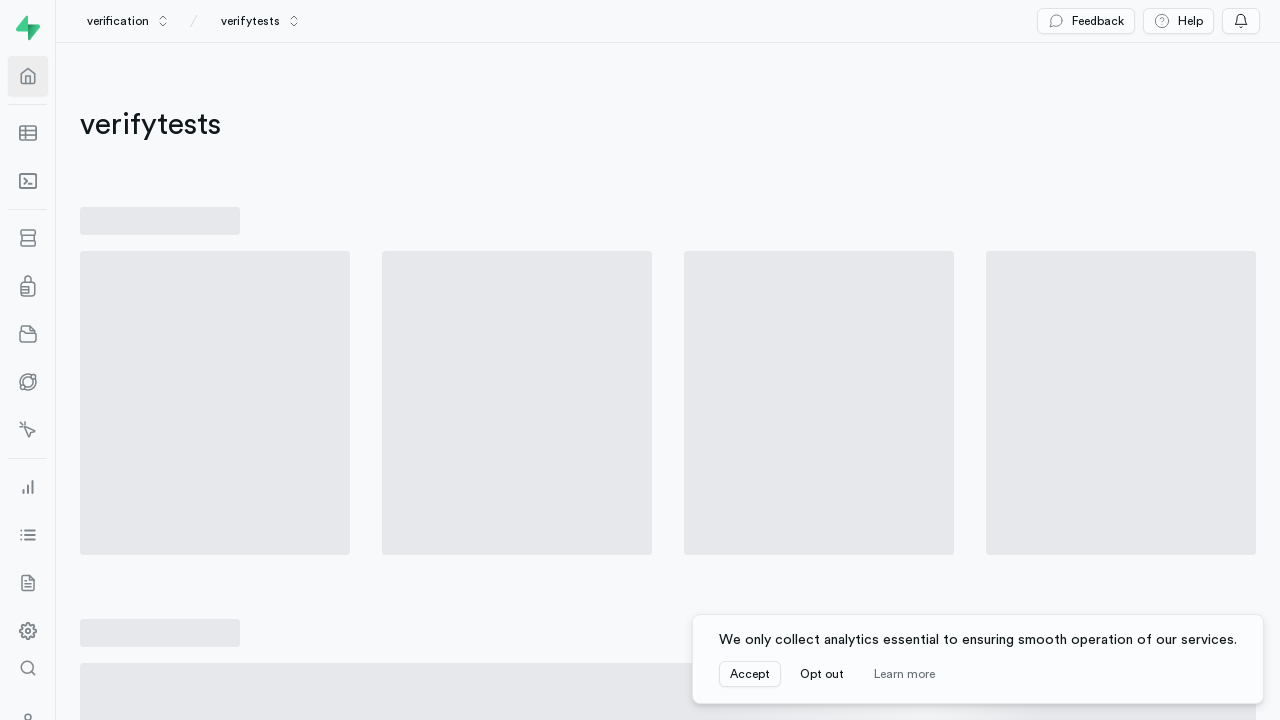 verification / verifytests
Feedback
Help
verifytests
We only collect analytics essential to ensuring smooth operation of our services.
Accept
Opt out
Learn more